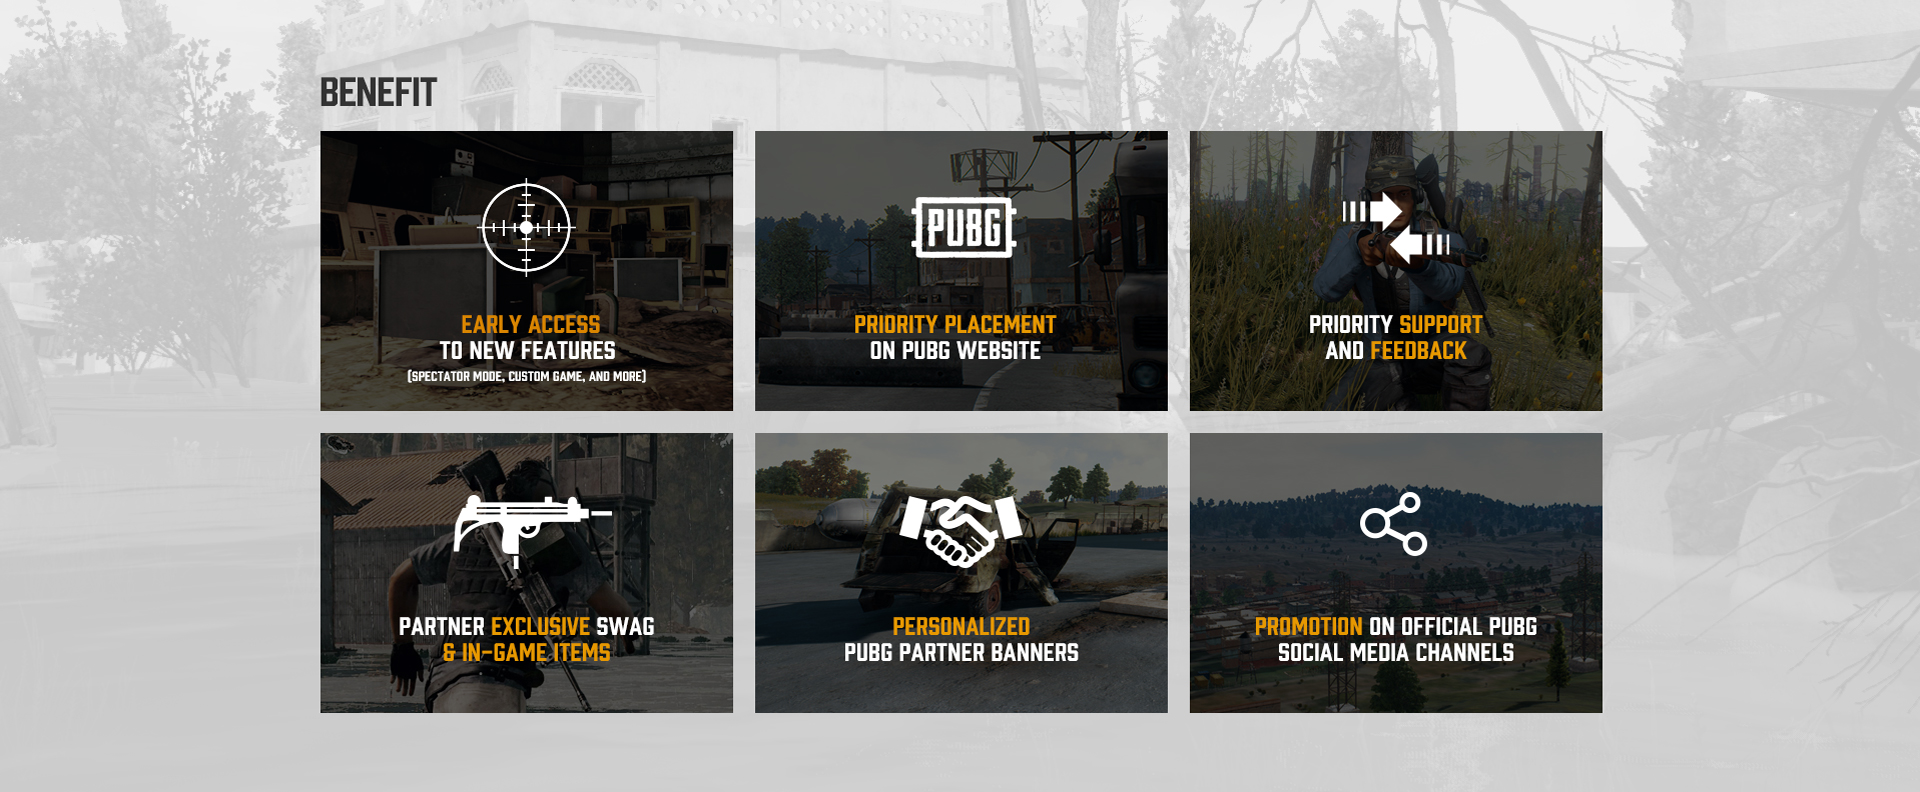 BENEFIT
EARLY ACCESS
TO NEW FEATURES
(SPECTATOR MODE, CUSTOM GAME, AND MORE)
PUBG
PRIORITY PLACEMENT
ON PUBG WEBSITE
PRIORITY SUPPORT
AND FEEDBACK
PARTNER EXCLUSIVE SWAG
& IN-GAME ITEMS
PERSONALIZED
PUBG PARTNER BANNERS
PROMOTION ON OFFICIAL PUBG
SOCIAL MEDIA CHANNELS